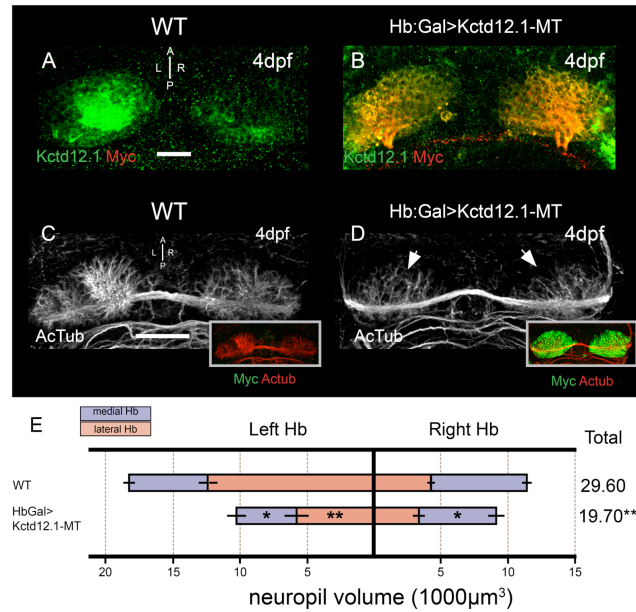 WT
Hb:Gal>Kctd12.1-MT
A
A
L R
P
4dpf
Kctd12.1 Myc
B
4dpf
Kctd12.1 Myc
WT
Hb:Gal>Kctd12.1-MT
C
A
L R
P
4dpf
AcTub
Myc Actub
D
4dpf
AcTub
Myc Actub
E
medial Hb
lateral Hb
Left Hb
Right Hb
Total
WT
29.60
HbGal>
Kctd12.1-MT
* ** *
19.70**
20 15 10 5 5 10 15
neuropil volume (1000µm³)